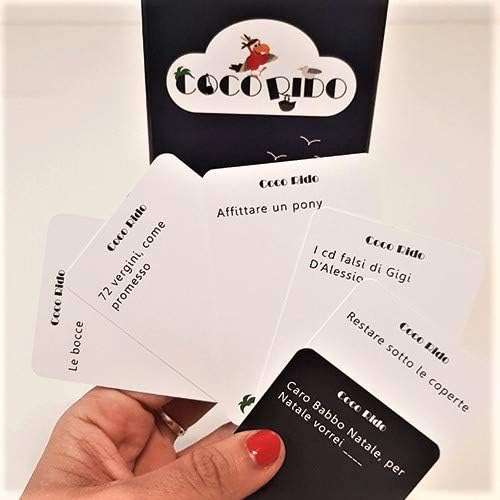 COCO RIDO
Coco Rido
Le bocce
Coco Rido
72 vergini, come
promesso
Coco Rido
Affittare un pony
Coco Rido
I cd falsi di Gigi
D'Alessio
Coco Rido
Restare sotto le coperte
Coco Rido
Caro Babbo Natale, per
Natale vorrei ____